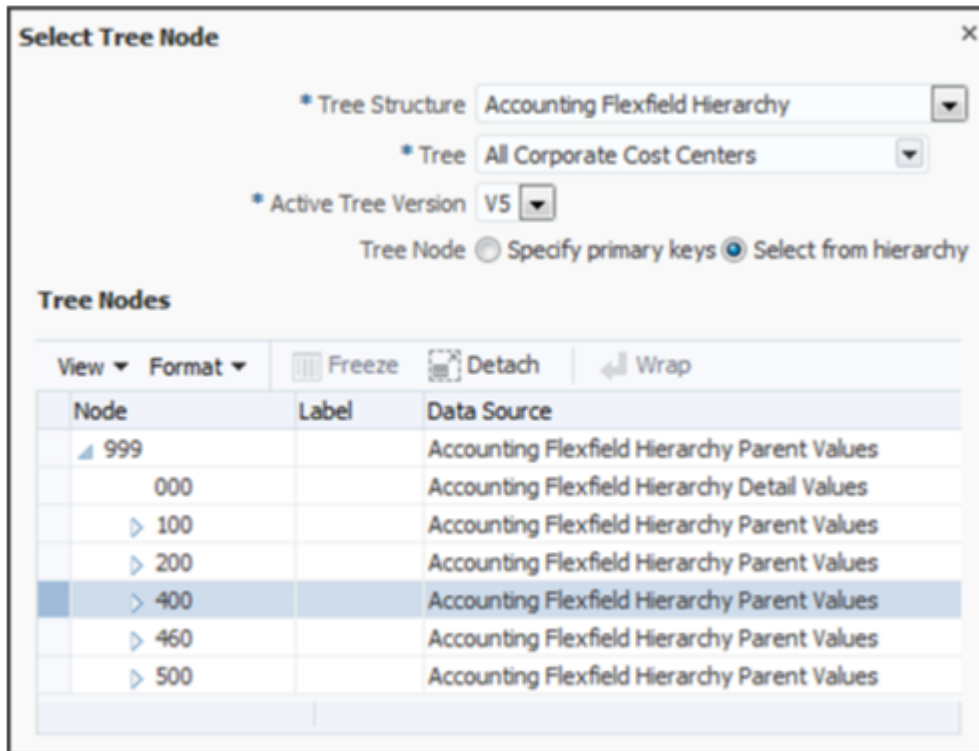 Select Tree Node
* Tree Structure Accounting Flexfield Hierarchy
* Tree All Corporate Cost Centers
* Active Tree Version V5
Tree Node Specify primary keys Select from hierarchy
Tree Nodes
View Format Freeze Detach Wrap
Node Label Data Source
999 Accounting Flexfield Hierarchy Parent Values
000 Accounting Flexfield Hierarchy Detail Values
100 Accounting Flexfield Hierarchy Parent Values
200 Accounting Flexfield Hierarchy Parent Values
400 Accounting Flexfield Hierarchy Parent Values
460 Accounting Flexfield Hierarchy Parent Values
500 Accounting Flexfield Hierarchy Parent Values